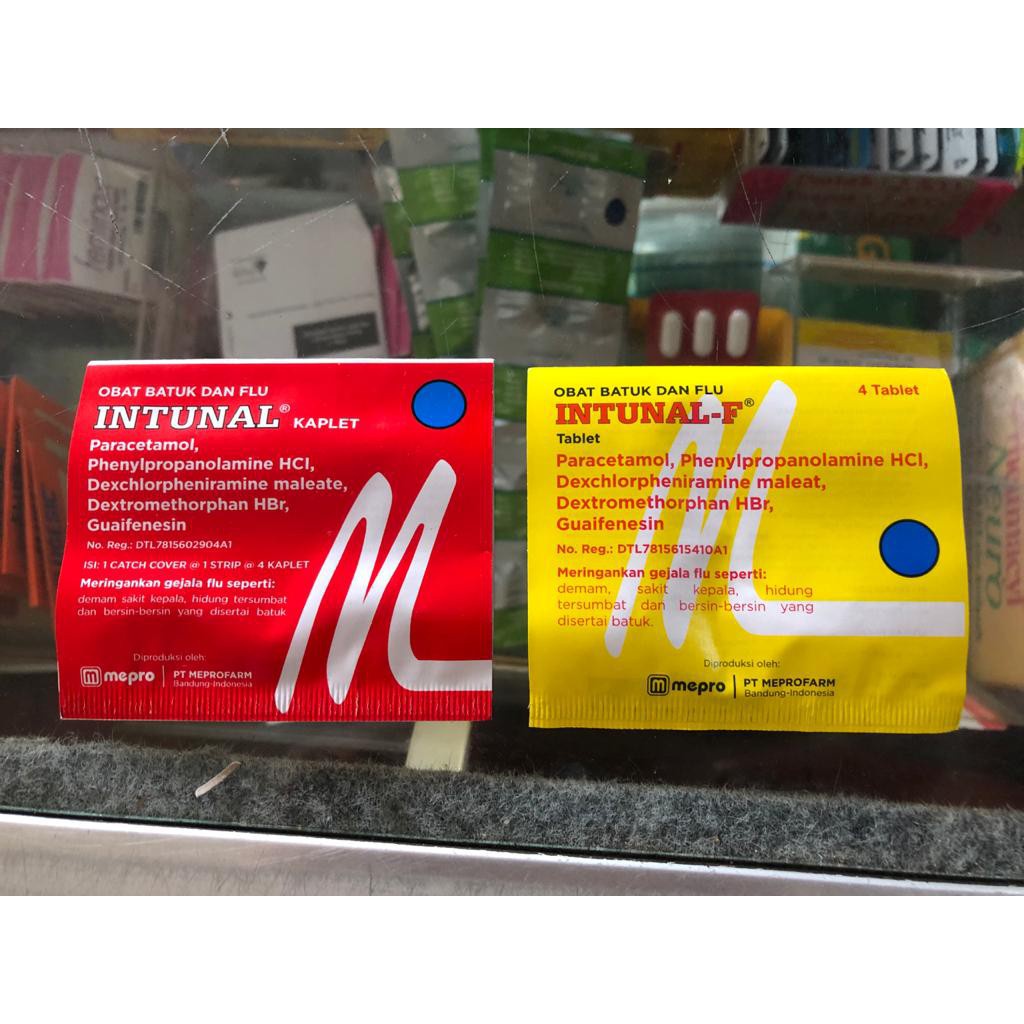 OBAT BATUK DAN FLU
INTUNAL® KAPLET
Paracetamol,
Phenylpropanolamine HCl,
Dexchlorpheniramine maleate,
Dextromethorphan HBr,
Guaifenesin
No. Reg.: DTL7815602904A1
ISI: 1 CATCH COVER @ 1 STRIP @ 4 KAPLET
Meringankan gejala flu seperti:
demam, sakit kepala, hidung tersumbat
dan bersin-bersin yang disertai batuk
Diproduksi oleh:
m mepro | PT MEPROFARM
Bandung-Indonesia
OBAT BATUK DAN FLU
4 Tablet
INTUNAL-F®
Tablet
Paracetamol, Phenylpropanolamine HCl,
Dexchlorpheniramine maleat,
Dextromethorphan HBr,
Guaifenesin
No. Reg.: DTL7815615410A1
Meringankan gejala flu seperti:
demam, sakit kepala, hidung
tersumbat dan bersin-bersin yang
disertai batuk.
Diproduksi oleh:
m mepro | PT MEPROFARM
Bandung-Indonesia